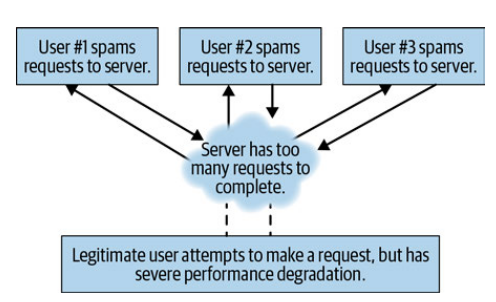 User #1 spams
requests to server.
User #2 spams
requests to server.
User #3 spams
requests to server.
Server has too
many requests to
complete.
Legitimate user attempts to make a request, but has
severe performance degradation.